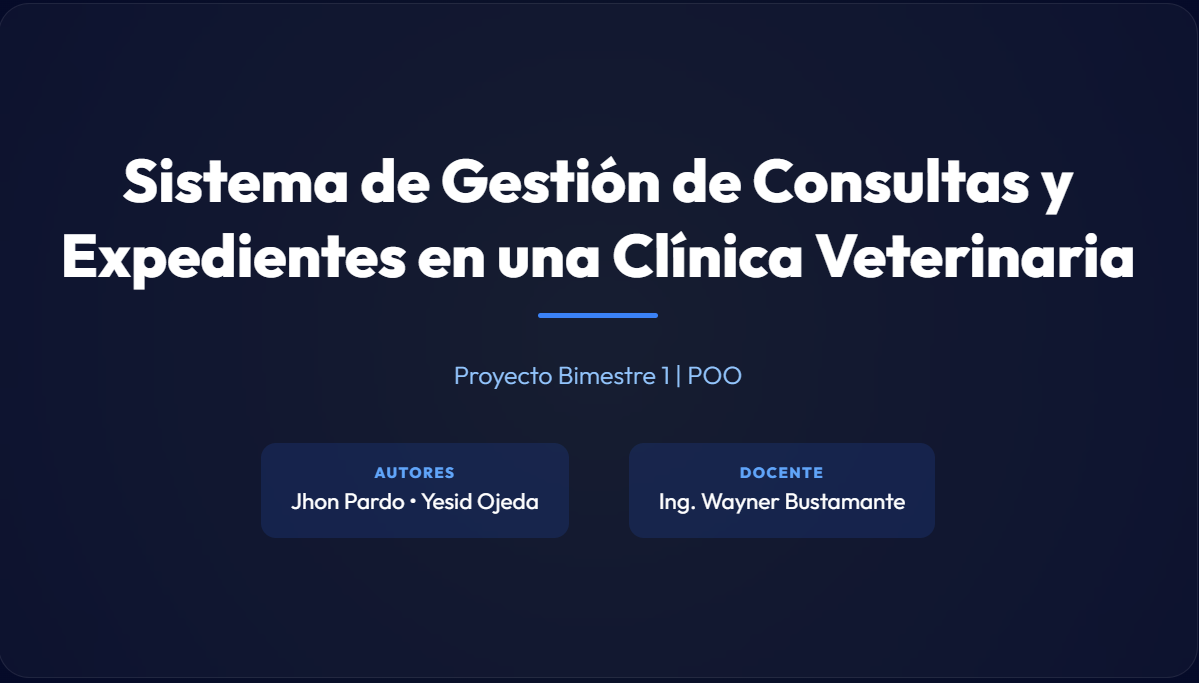 Sistema de Gestión de Consultas y
Expedientes en una Clínica Veterinaria
Proyecto Bimestre 1 | POO
AUTORES
Jhon Pardo • Yesid Ojeda
DOCENTE
Ing. Wayner Bustamante